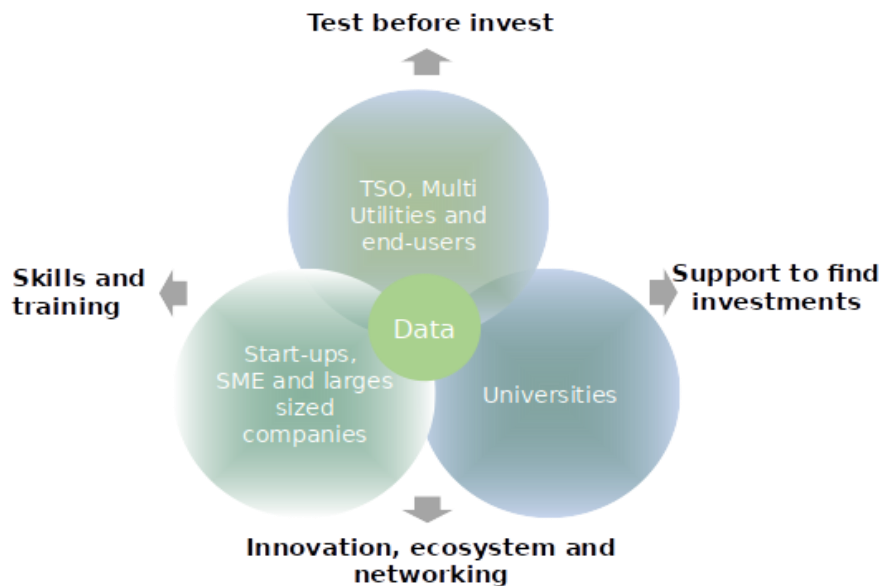 Test before invest
TSO, Multi
Utilities and
end-users
Skills and
training
Support to find
investments
Data
Start-ups,
SME and larges
sized
companies
Universities
Innovation, ecosystem and
networking